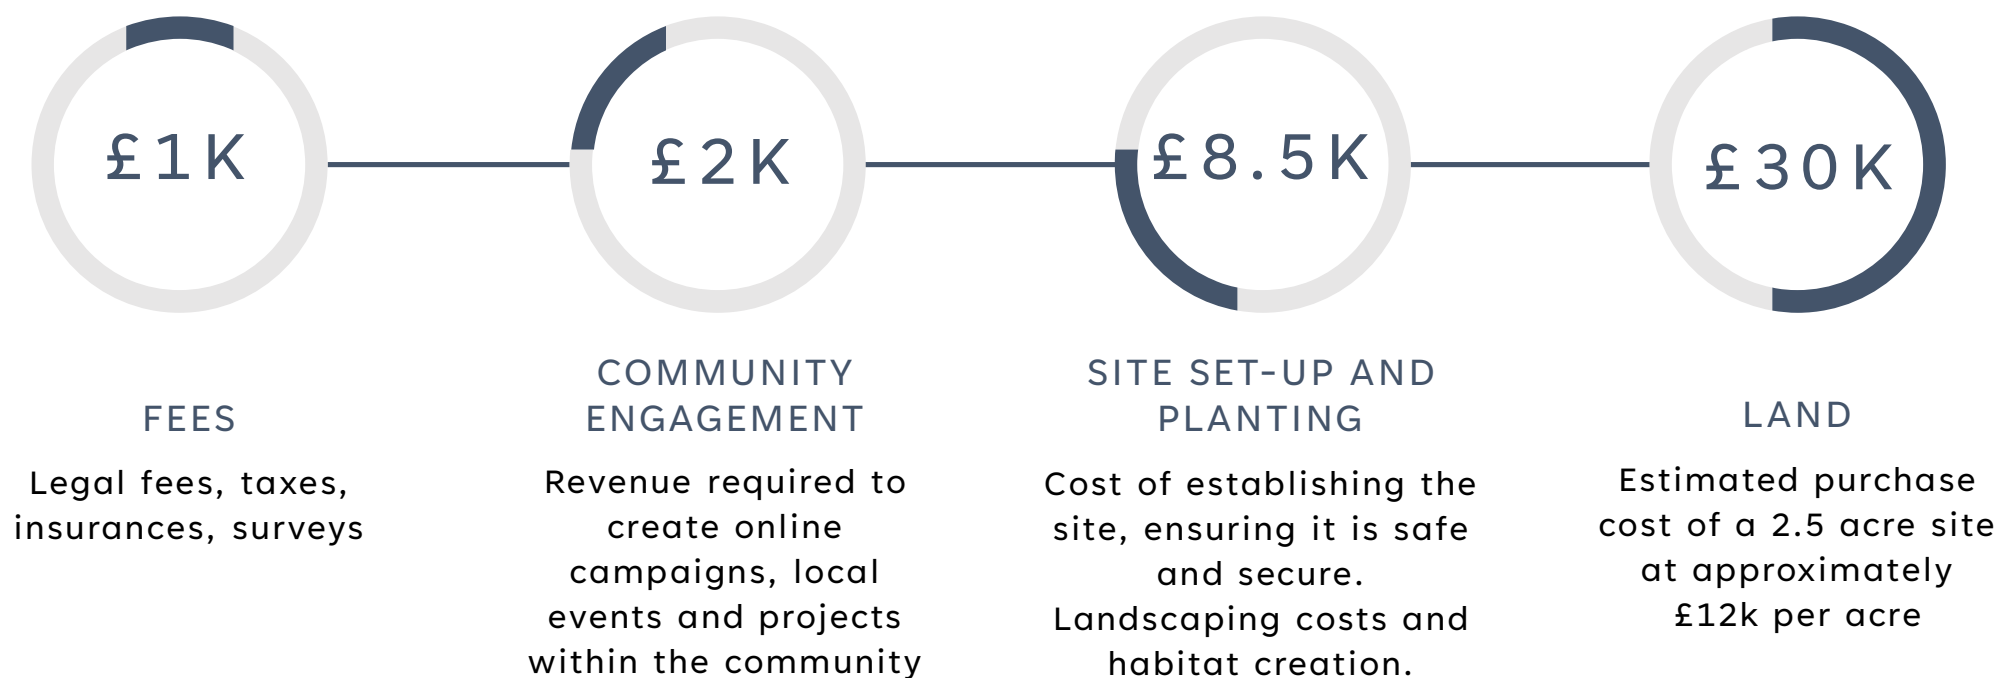 £1K
£2K
£8.5K
£30K
FEES
Legal fees, taxes,
insurances, surveys
COMMUNITY
ENGAGEMENT
Revenue required to
create online
campaigns, local
events and projects
within the community
SITE SET-UP AND
PLANTING
Cost of establishing the
site, ensuring it is safe
and secure.
Landscaping costs and
habitat creation.
LAND
Estimated purchase
cost of a 2.5 acre site
at approximately
£12k per acre